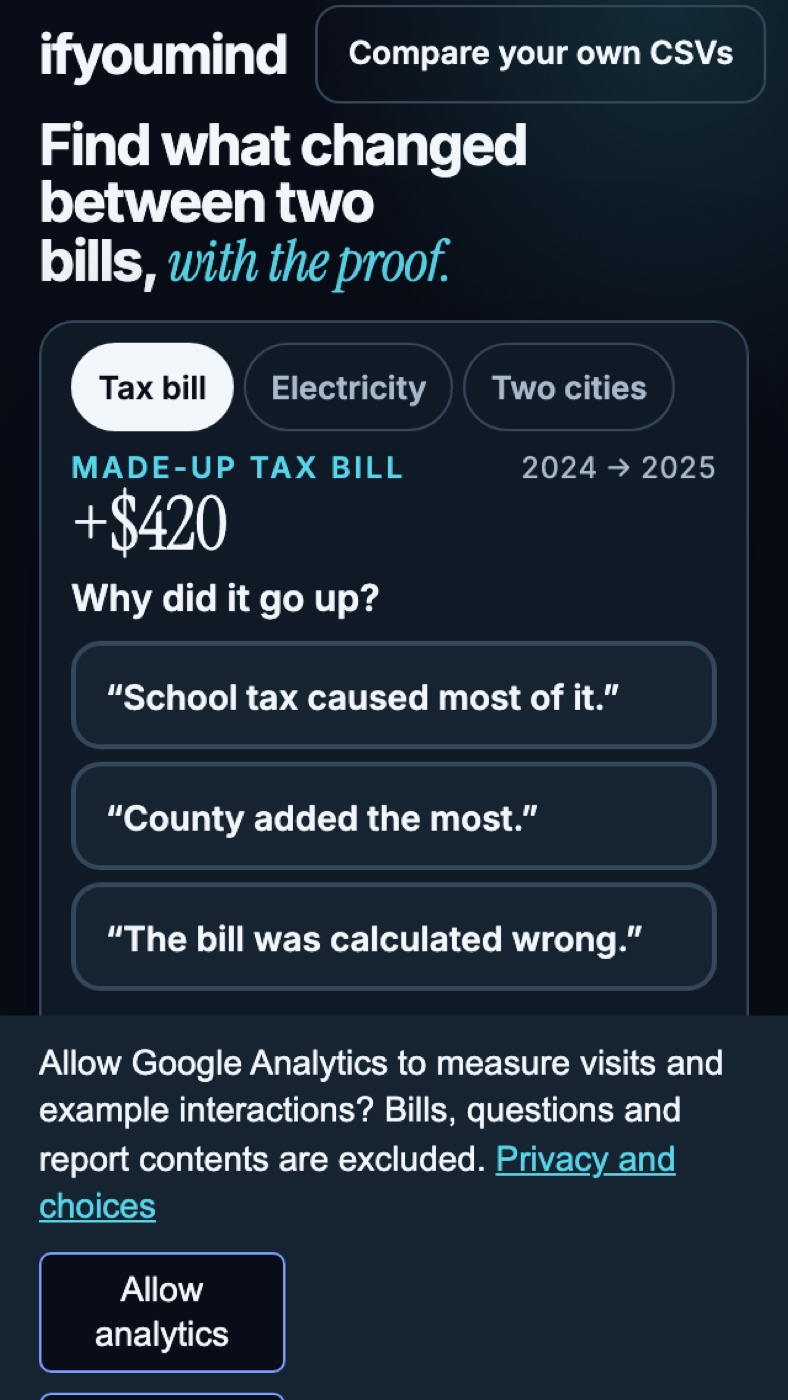 ifyoumind
Compare your own CSVs
Find what changed
between two
bills, with the proof.
Tax bill
Electricity
Two cities
MADE-UP TAX BILL
2024 → 2025
+$420
Why did it go up?
“School tax caused most of it.”
“County added the most.”
“The bill was calculated wrong.”
Allow Google Analytics to measure visits and
example interactions? Bills, questions and
report contents are excluded. Privacy and
choices
Allow
analytics